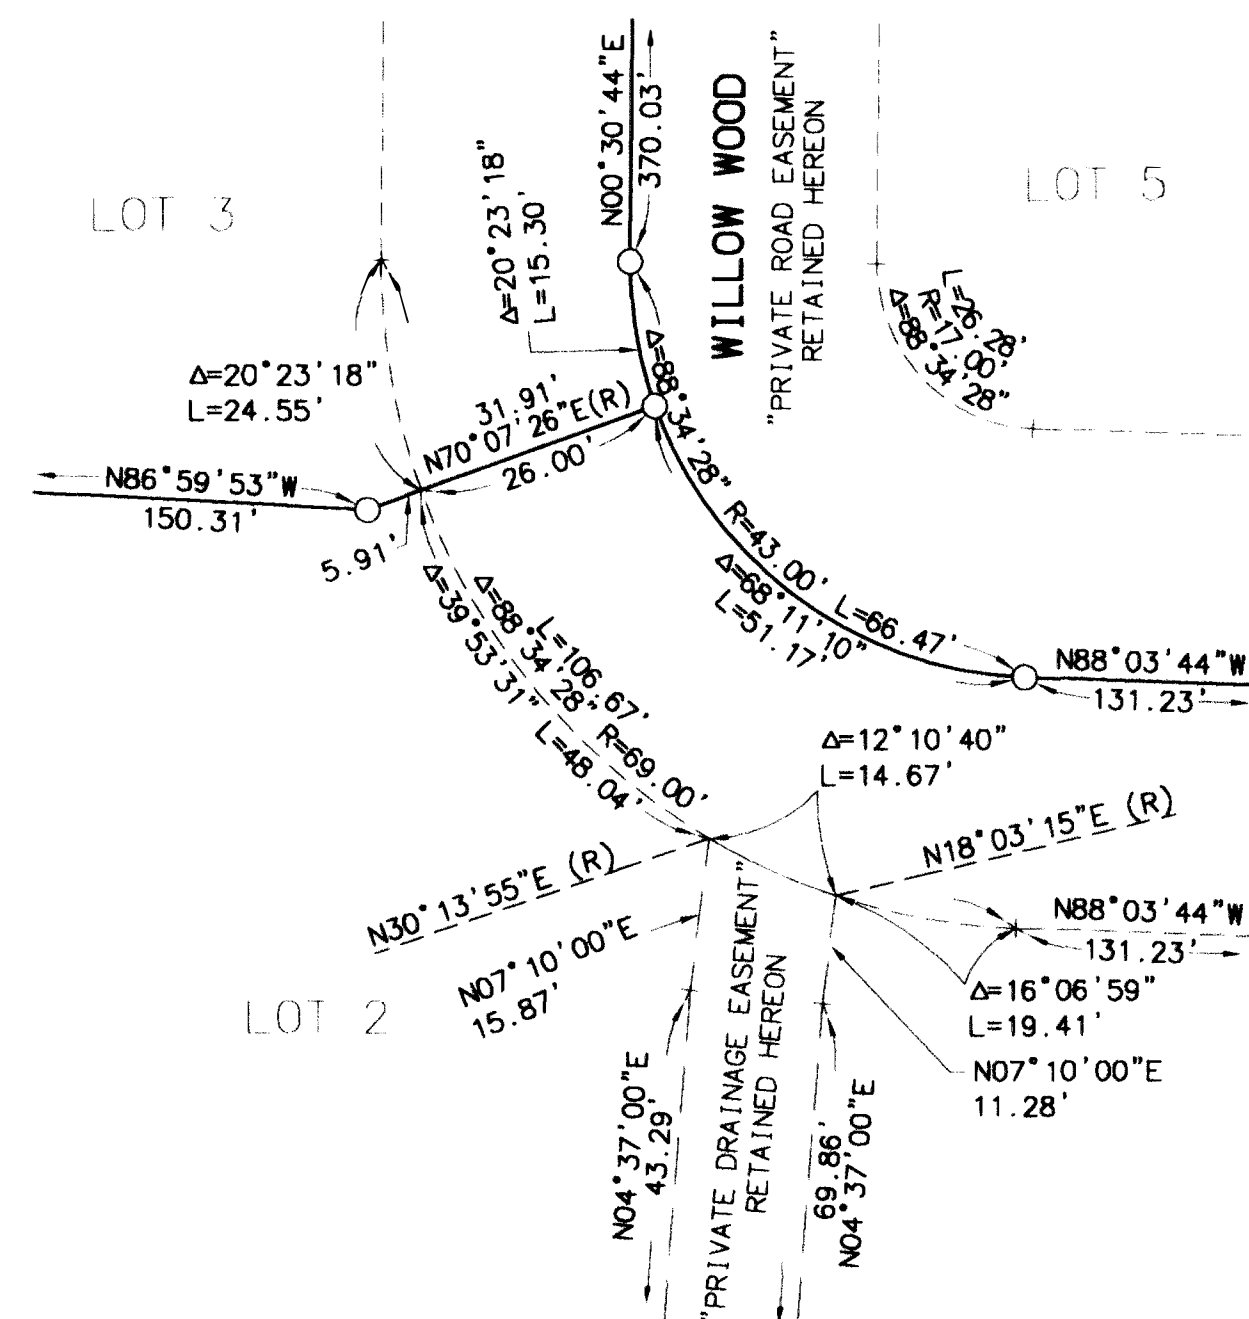 N00°30'44"E
370.03'
WILLOW WOOD
"PRIVATE ROAD EASEMENT"
RETAINED HEREON
LOT 3
LOT 5
Δ=20°23'18"
L=15.30'
L=26.28'
R=17.00'
Δ=88°34'28"
Δ=20°23'18"
L=24.55'
31.91'
N70°07'26"E(R)
26.00'
Δ=88°34'28" R=43.00' L=66.47'
Δ=68°11'10"
L=51.17'
N86°59'53"W
150.31'
5.91'
L=106.67'
Δ=88°34'28" R=69.00'
Δ=39°53'31" L=48.04'
N88°03'44"W
131.23'
Δ=12°10'40"
L=14.67'
N18°03'15"E (R)
N30°13'55"E (R)
N88°03'44"W
131.23'
N07°10'00"E
15.87'
LOT 2
Δ=16°06'59"
L=19.41'
N07°10'00"E
11.28'
"PRIVATE DRAINAGE EASEMENT"
RETAINED HEREON
N04°37'00"E
43.29'
69.86'
N04°37'00"E